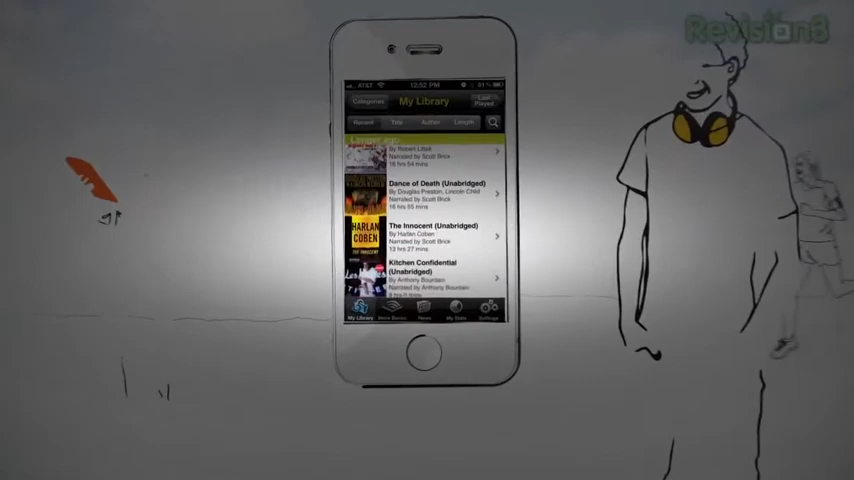 Revision3
AT&T 12:52 PM 91%
Categories My Library Last Played
Recent Title Author Length
By Robert Littell
Narrated by Scott Brick
16 hrs 54 mins
Dance of Death (Unabridged)
By Douglas Preston, Lincoln Child
Narrated by Scott Brick
16 hrs 55 mins
The Innocent (Unabridged)
By Harlan Coben
Narrated by Scott Brick
13 hrs 27 mins
HARLAN
COBEN
THE INNOCENT
Kitchen Confidential
(Unabridged)
By Anthony Bourdain
Narrated by Anthony Bourdain
My Library News My Stats Settings